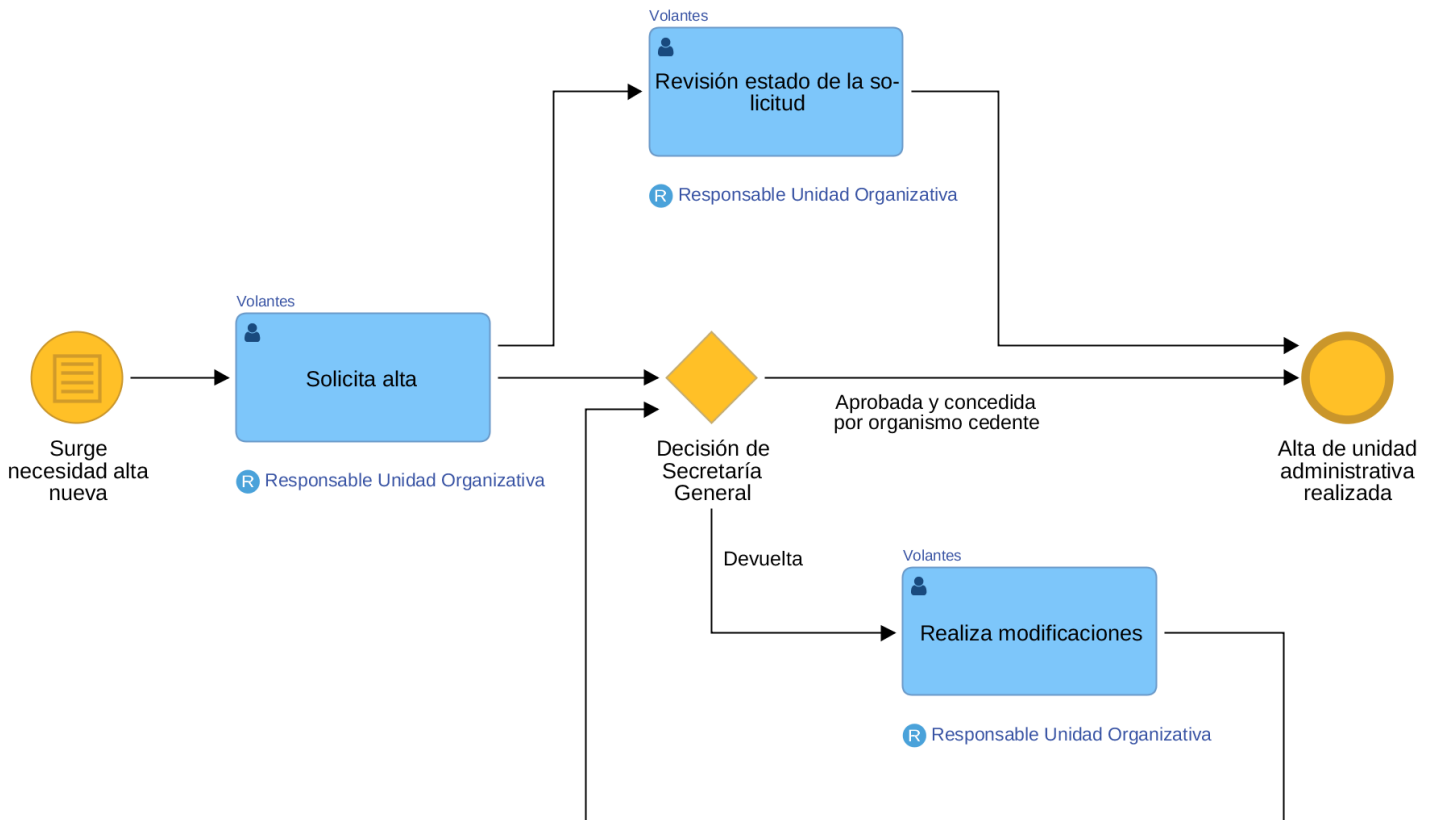 Volantes
Revisión estado de la so-
licitud
R Responsable Unidad Organizativa
Volantes
Solicita alta
R Responsable Unidad Organizativa
Surge
necesidad alta
nueva
Decisión de
Secretaría
General
Aprobada y concedida
por organismo cedente
Alta de unidad
administrativa
realizada
Devuelta
Volantes
Realiza modificaciones
R Responsable Unidad Organizativa